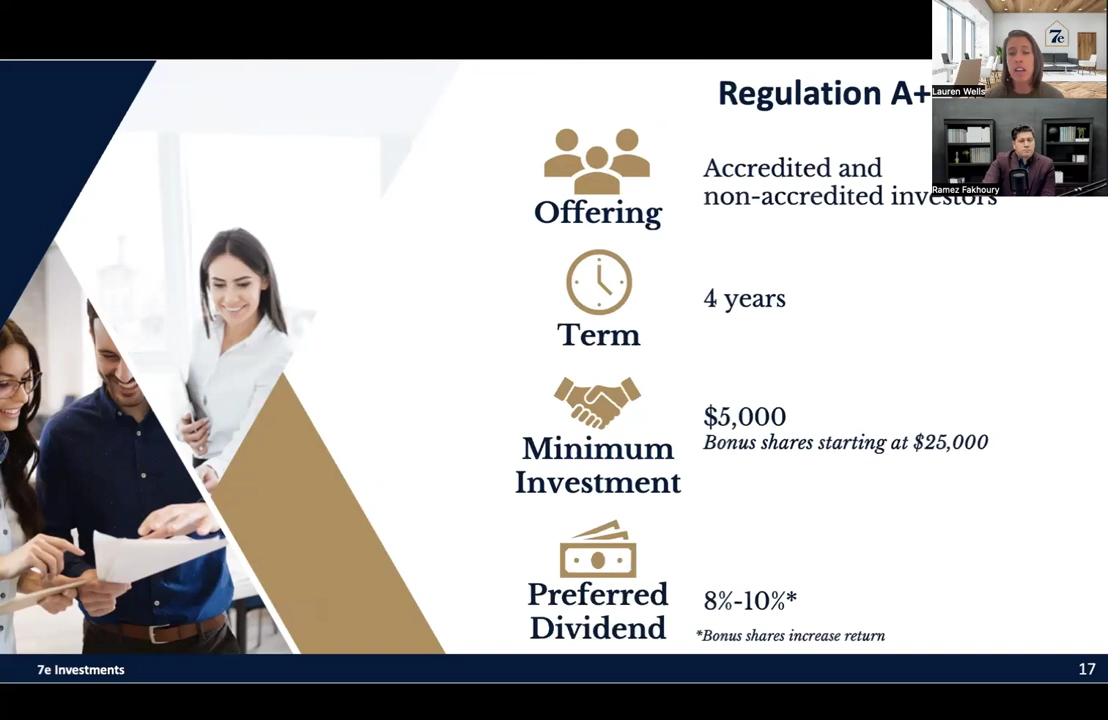 7e
Lauren Wells
Ramez Fakhoury
Regulation A+
Offering
Accredited and
non-accredited investors
Term
4 years
Minimum
Investment
$5,000
Bonus shares starting at $25,000
Preferred
Dividend
8%-10%*
*Bonus shares increase return
7e Investments
17